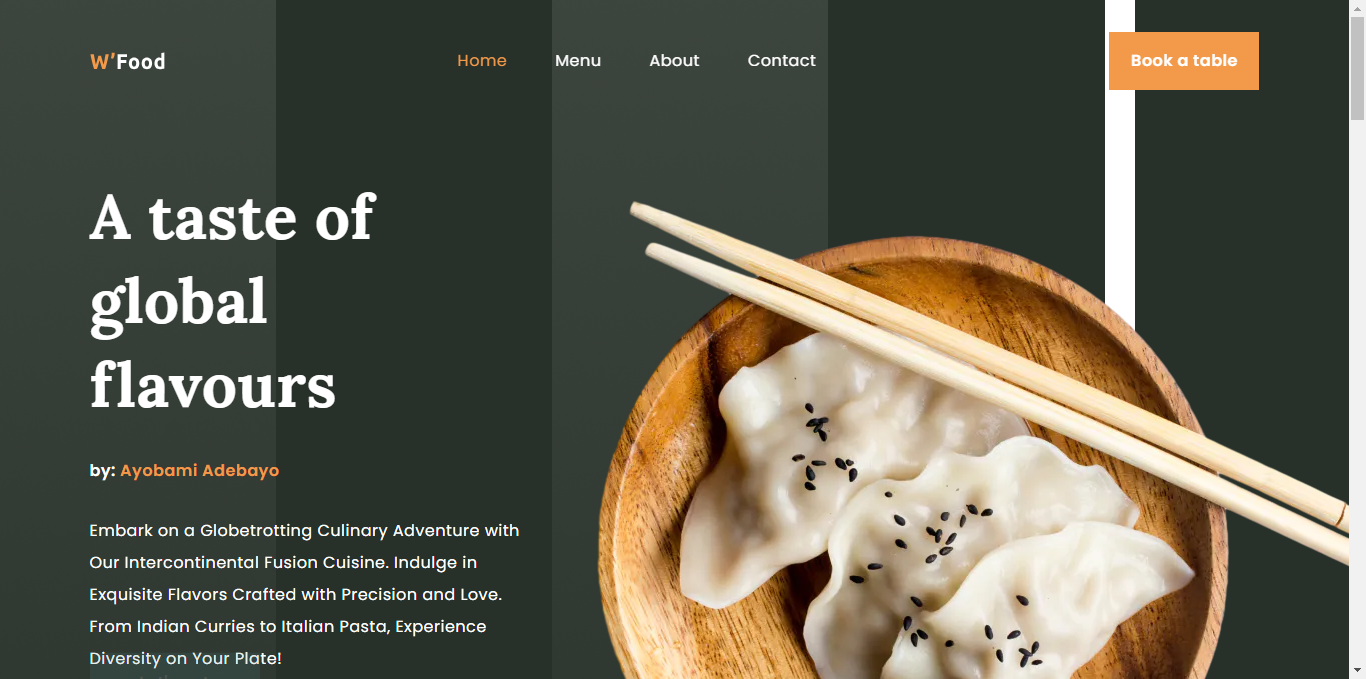 W'Food
Home
Menu
About
Contact
Book a table
A taste of
global
flavours
by: Ayobami Adebayo
Embark on a Globetrotting Culinary Adventure with
Our Intercontinental Fusion Cuisine. Indulge in
Exquisite Flavors Crafted with Precision and Love.
From Indian Curries to Italian Pasta, Experience
Diversity on Your Plate!